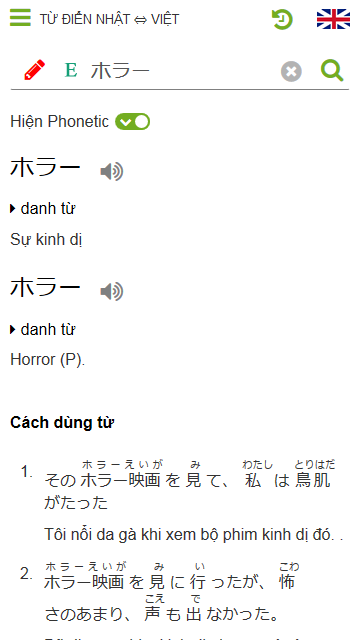 TỪ ĐIỂN NHẬT ⇔ VIỆT
E ホラー
Hiện Phonetic
ホラー
danh từ
Sự kinh dị
ホラー
danh từ
Horror (P).
Cách dùng từ
ホラーえいが み わたし とりはだ
1. その ホラー映画 を 見 て、 私 は 鳥肌
がたった
Tôi nổi da gà khi xem bộ phim kinh dị đó. .
ホラーえいが み い こわ
2. ホラー映画 を 見 に 行 ったが、 怖
こえ で
さのあまり、 声 も 出 なかった。